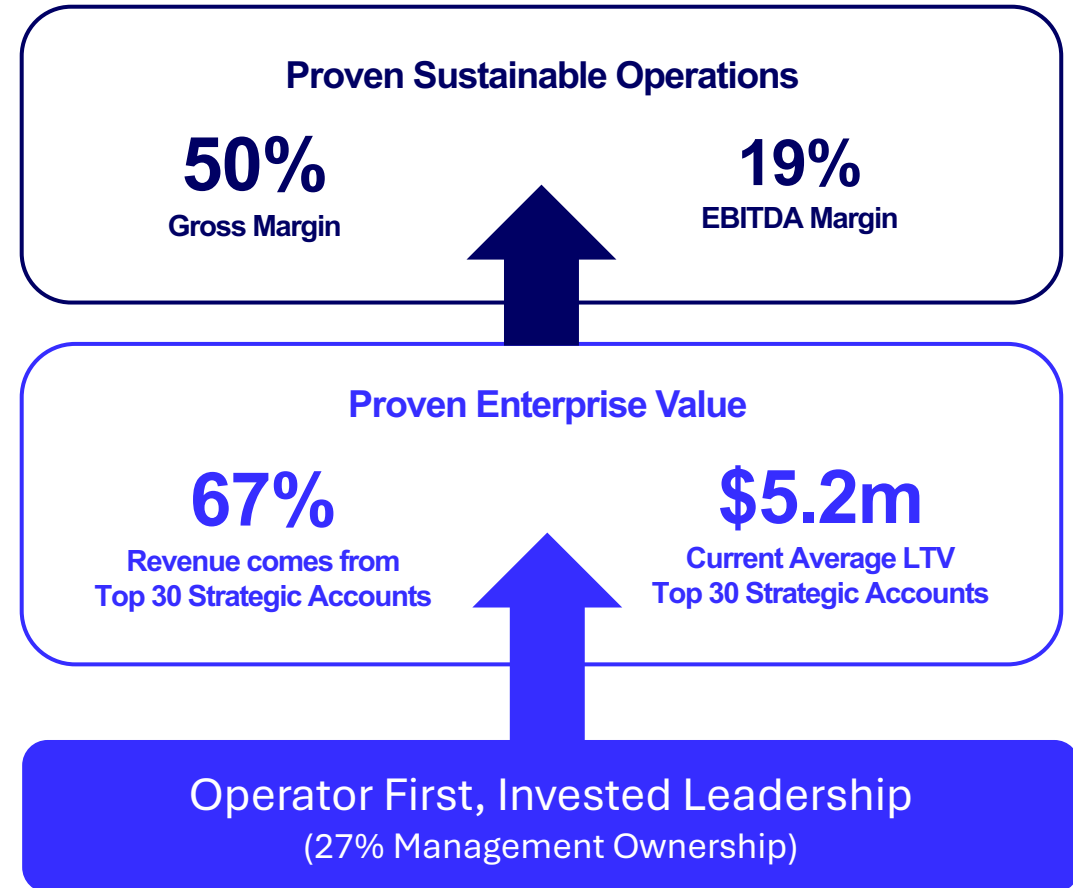 Proven Sustainable Operations
50%
Gross Margin
19%
EBITDA Margin
Proven Enterprise Value
67%
Revenue comes from
Top 30 Strategic Accounts
$5.2m
Current Average LTV
Top 30 Strategic Accounts
Operator First, Invested Leadership
(27% Management Ownership)